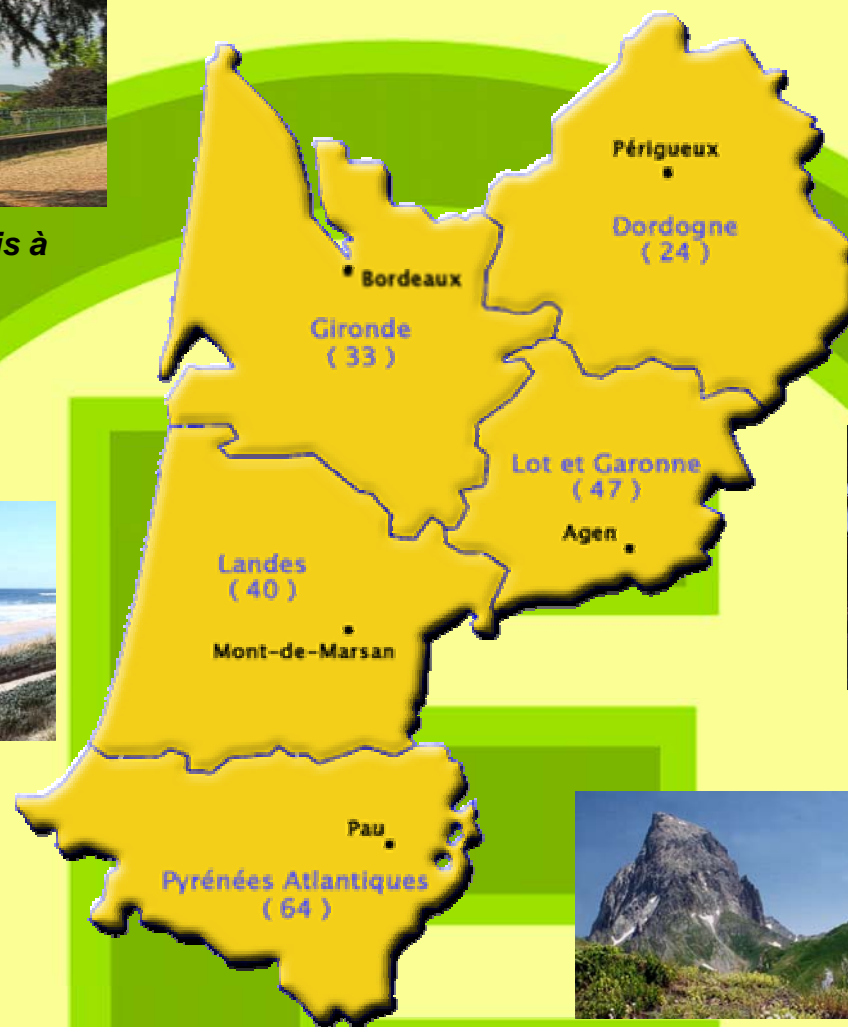 Périgueux
Dordogne
( 24 )
is à
Bordeaux
Gironde
( 33 )
Lot et Garonne
( 47 )
Agen
Landes
( 40 )
Mont-de-Marsan
Pau
Pyrénées Atlantiques
( 64 )